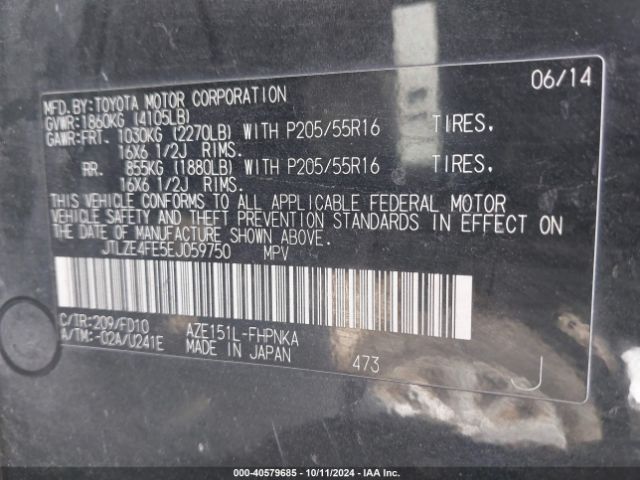 06/14
MFD.BY:TOYOTA MOTOR CORPORATION
GVWR:1860KG (4105LB)
GAWR:FRT. 1030KG (2270LB) WITH P205/55R16 TIRES,
16X6 1/2J RIMS.
RR. 855KG (1880LB) WITH P205/55R16 TIRES,
16X6 1/2J RIMS.
THIS VEHICLE CONFORMS TO ALL APPLICABLE FEDERAL MOTOR
VEHICLE SAFETY AND THEFT PREVENTION STANDARDS IN EFFECT ON
THE DATE OF MANUFACTURE SHOWN ABOVE.
JTLZE4FE5EJ059750 MPV
C/TR:209/FD10 AZE151L-FHPNKA
A/TM:-02A/U241E MADE IN JAPAN
473 J
000-40579685 - 10/11/2024 - IAA Inc.